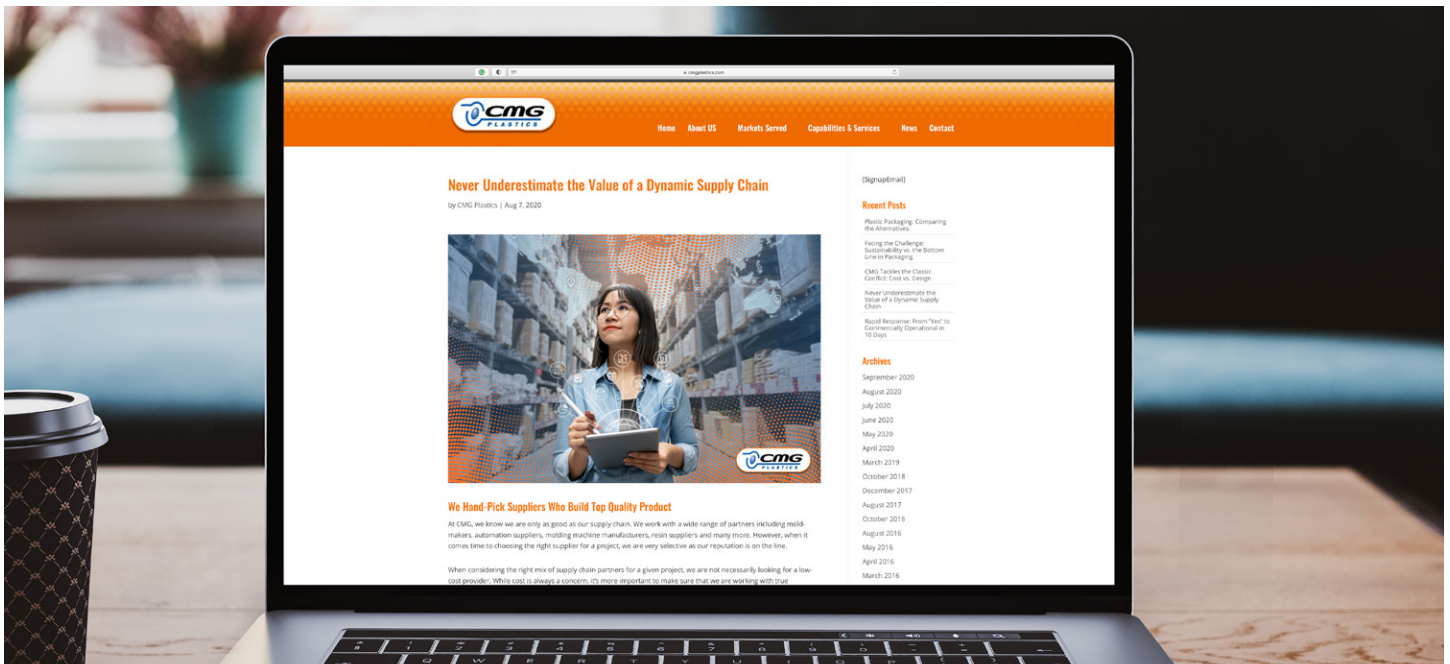 cmgplastics.com
CMG
PLASTICS
Home About US Markets Served Capabilities & Services News Contact
Never Underestimate the Value of a Dynamic Supply Chain
by CMG Plastics | Aug 7, 2020
CMG
PLASTICS
We Hand-Pick Suppliers Who Build Top Quality Product
At CMG, we know we are only as good as our supply chain. We work with a wide range of partners including mold-
makers, automation suppliers, molding machine manufacturers, resin suppliers and many more. However, when it
comes time to choosing the right supplier for a project, we are very selective as our reputation is on the line.
When considering the right mix of supply chain partners for a given project, we are not necessarily looking for a low-
cost provider. While cost is always a concern, it's more important to make sure that we are working with true
[SignupEmail]
Recent Posts
Plastic Packaging: Comparing
the Alternatives.
Facing the Challenge:
Sustainability vs. the Bottom
Line in Packaging
CMG Tackles the Classic
Conflict: Cost vs. Design
Never Underestimate the
Value of a Dynamic Supply
Chain
Rapid Response: From "Yes" to
Commercially Operational in
10 Days
Archives
September 2020
August 2020
July 2020
June 2020
May 2020
April 2020
March 2019
October 2018
December 2017
August 2017
October 2016
August 2016
May 2016
April 2016
March 2016
Q W E R T Y U I O P